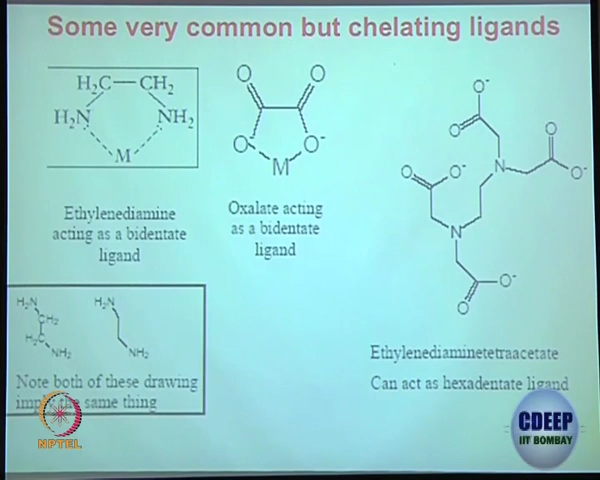 Some very common but chelating ligands
H₂C—CH₂
H₂N
NH₂
M
Ethylenediamine
acting as a bidentate
ligand
O
O
O⁻
O⁻
M
Oxalate acting
as a bidentate
ligand
O⁻
O
O
N
O⁻
O
O⁻
N
O⁻
O
Ethylenediaminetetraacetate
Can act as hexadentate ligand
H₂N
CH₂
H₂C
NH₂
H₂N
NH₂
Note both of these drawing
imply the same thing
NPTEL
CDEEP
IIT BOMBAY